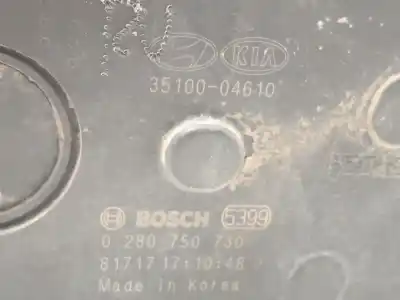 KIA
35100-04610
BOSCH 5399
0 280 750 730
81717 17:10:48
Made in Korea